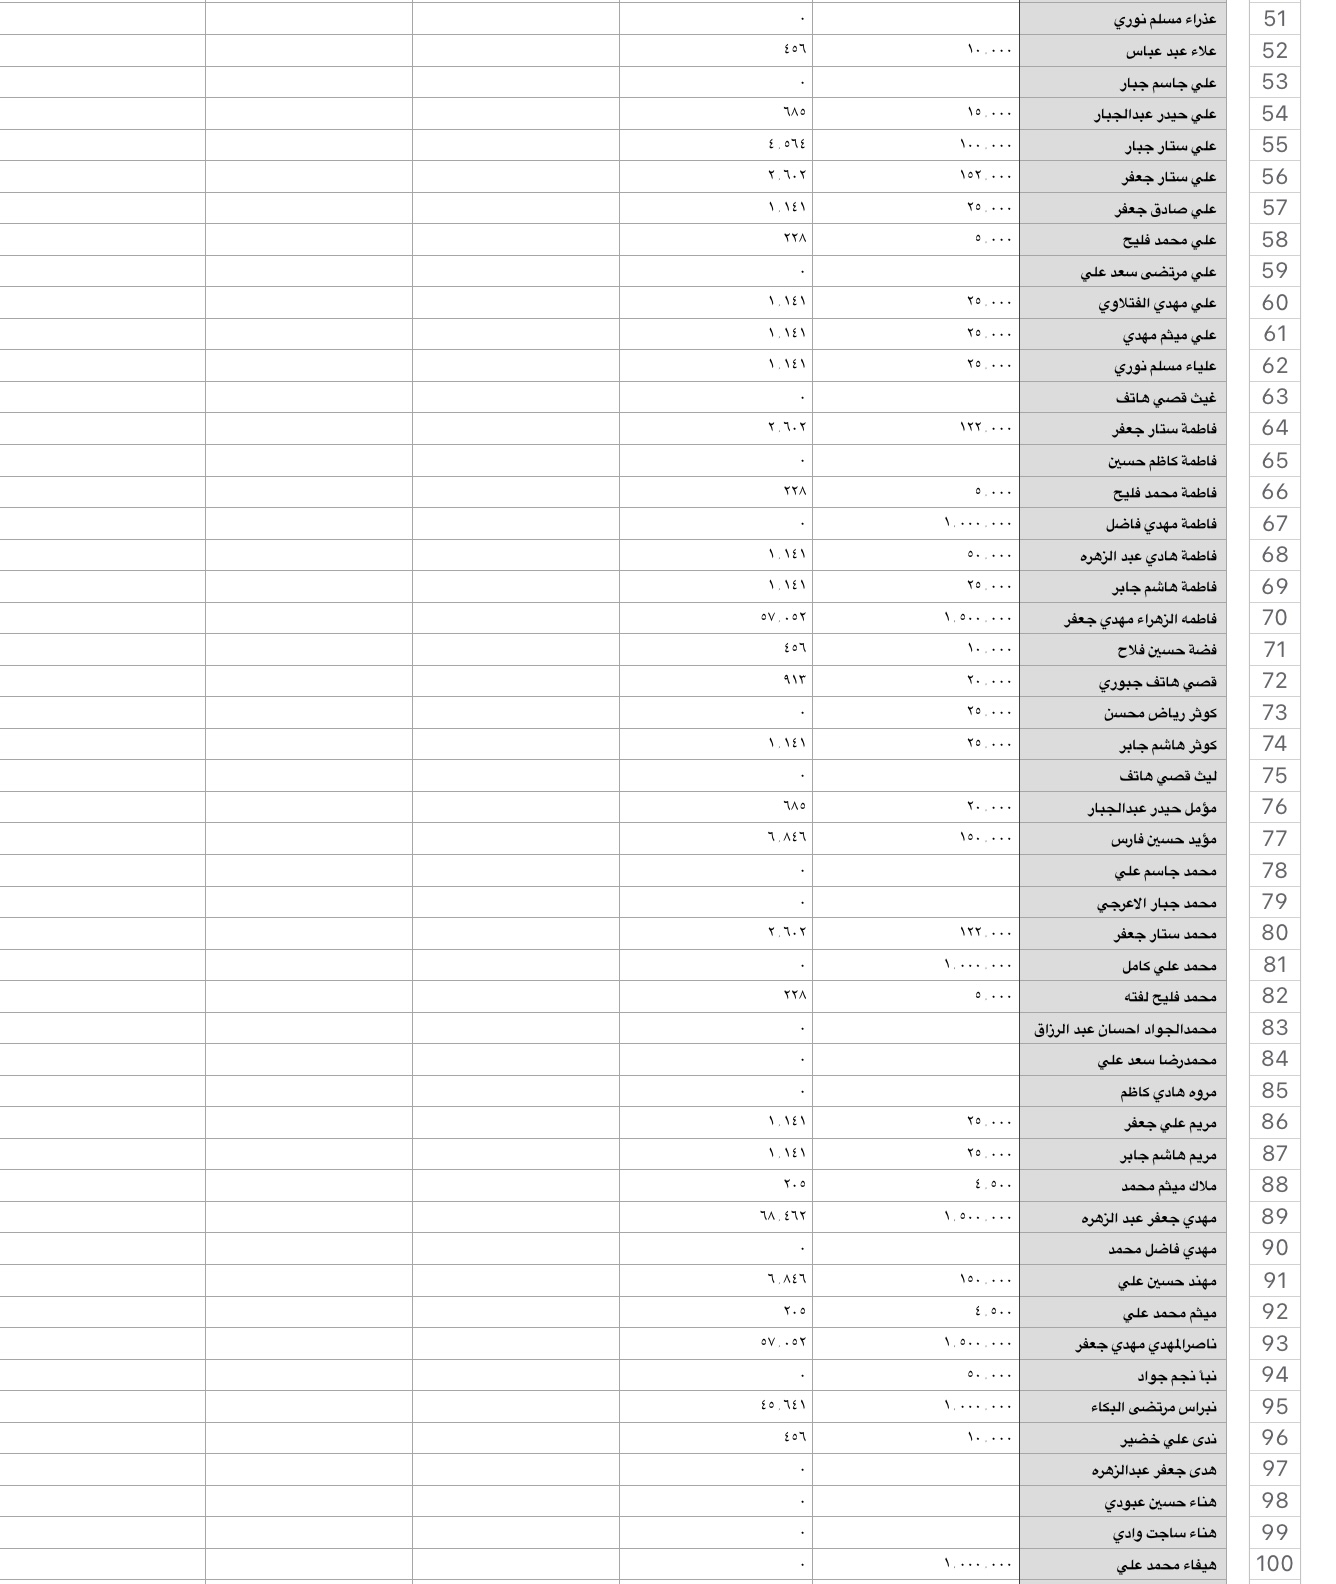 51 عذراء مسلم نوري ٠
52 علاء عبد عباس ١٠.٠٠٠ ٤٥٦
53 علي جاسم جبار ٠
54 علي حيدر عبدالجبار ١٥.٠٠٠ ٦٨٥
55 علي ستار جبار ١٠٠.٠٠٠ ٤.٥٦٤
56 علي ستار جعفر ١٥٢.٠٠٠ ٢.٦٠٢
57 علي صادق جعفر ٢٥.٠٠٠ ١.١٤١
58 علي محمد فليح ٥.٠٠٠ ٢٢٨
59 علي مرتضى سعد علي ٠
60 علي مهدي الفتلاوي ٢٥.٠٠٠ ١.١٤١
61 علي ميثم مهدي ٢٥.٠٠٠ ١.١٤١
62 علياء مسلم نوري ٢٥.٠٠٠ ١.١٤١
63 غيث قصي هاتف ٠
64 فاطمة ستار جعفر ١٢٢.٠٠٠ ٢.٦٠٢
65 فاطمة كاظم حسين ٠
66 فاطمة محمد فليح ٥.٠٠٠ ٢٢٨
67 فاطمة مهدي فاضل ١.٠٠٠.٠٠٠ ٠
68 فاطمة هادي عبد الزهره ٥٠.٠٠٠ ١.١٤١
69 فاطمة هاشم جابر ٢٥.٠٠٠ ١.١٤١
70 فاطمه الزهراء مهدي جعفر ١.٥٠٠.٠٠٠ ٥٧.٠٥٢
71 فضة حسين فلاح ١٠.٠٠٠ ٤٥٦
72 قصي هاتف جبوري ٢٠.٠٠٠ ٩١٣
73 كوثر رياض محسن ٢٥.٠٠٠ ٠
74 كوثر هاشم جابر ٢٥.٠٠٠ ١.١٤١
75 ليث قصي هاتف ٠
76 مؤمل حيدر عبدالجبار ٢٠.٠٠٠ ٦٨٥
77 مؤيد حسين فارس ١٥٠.٠٠٠ ٦.٨٤٦
78 محمد جاسم علي ٠
79 محمد جبار الاعرجي ٠
80 محمد ستار جعفر ١٢٢.٠٠٠ ٢.٦٠٢
81 محمد علي كامل ١.٠٠٠.٠٠٠ ٠
82 محمد فليح لفته ٥.٠٠٠ ٢٢٨
83 محمدالجواد احسان عبد الرزاق ٠
84 محمدرضا سعد علي ٠
85 مروه هادي كاظم ٠
86 مريم علي جعفر ٢٥.٠٠٠ ١.١٤١
87 مريم هاشم جابر ٢٥.٠٠٠ ١.١٤١
88 ملاك ميثم محمد ٤.٥٠٠ ٢٠٥
89 مهدي جعفر عبد الزهره ١.٥٠٠.٠٠٠ ٦٨.٤٦٢
90 مهدي فاضل محمد ٠
91 مهند حسين علي ١٥٠.٠٠٠ ٦.٨٤٦
92 ميثم محمد علي ٤.٥٠٠ ٢٠٥
93 ناصرالمهدي مهدي جعفر ١.٥٠٠.٠٠٠ ٥٧.٠٥٢
94 نبأ نجم جواد ٥٠.٠٠٠ ٠
95 نبراس مرتضى البكاء ١.٠٠٠.٠٠٠ ٤٥.٦٤١
96 ندى علي خضير ١٠.٠٠٠ ٤٥٦
97 هدى جعفر عبدالزهره ٠
98 هناء حسين عبودي ٠
99 هناء ساجت وادي ٠
100 هيفاء محمد علي ١.٠٠٠.٠٠٠ ٠